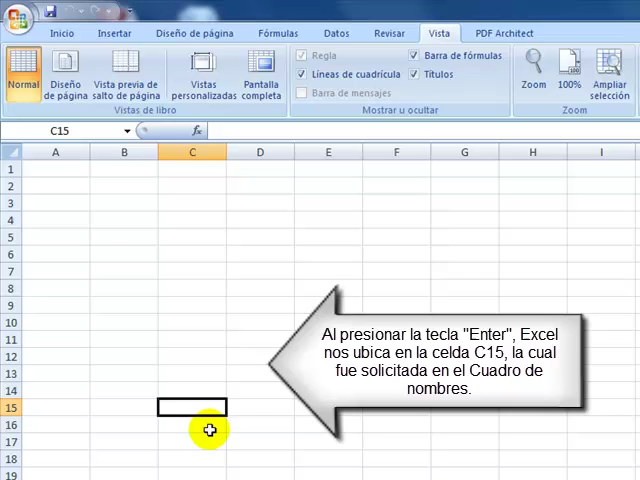 Inicio Insertar Diseño de página Fórmulas Datos Revisar Vista PDF Architect
Normal Diseño de página Vista previa de salto de página Vistas personalizadas Pantalla completa
Vistas de libro
Regla Barra de fórmulas
Líneas de cuadrícula Títulos
Barra de mensajes
Mostrar u ocultar
Zoom 100% Ampliar selección
Zoom
C15 fx
A B C D E F G H I
1
2
3
4
5
6
7
8
9
10
11
12
13
14
15
16
17
18
19
Al presionar la tecla "Enter", Excel
nos ubica en la celda C15, la cual
fue solicitada en el Cuadro de
nombres.